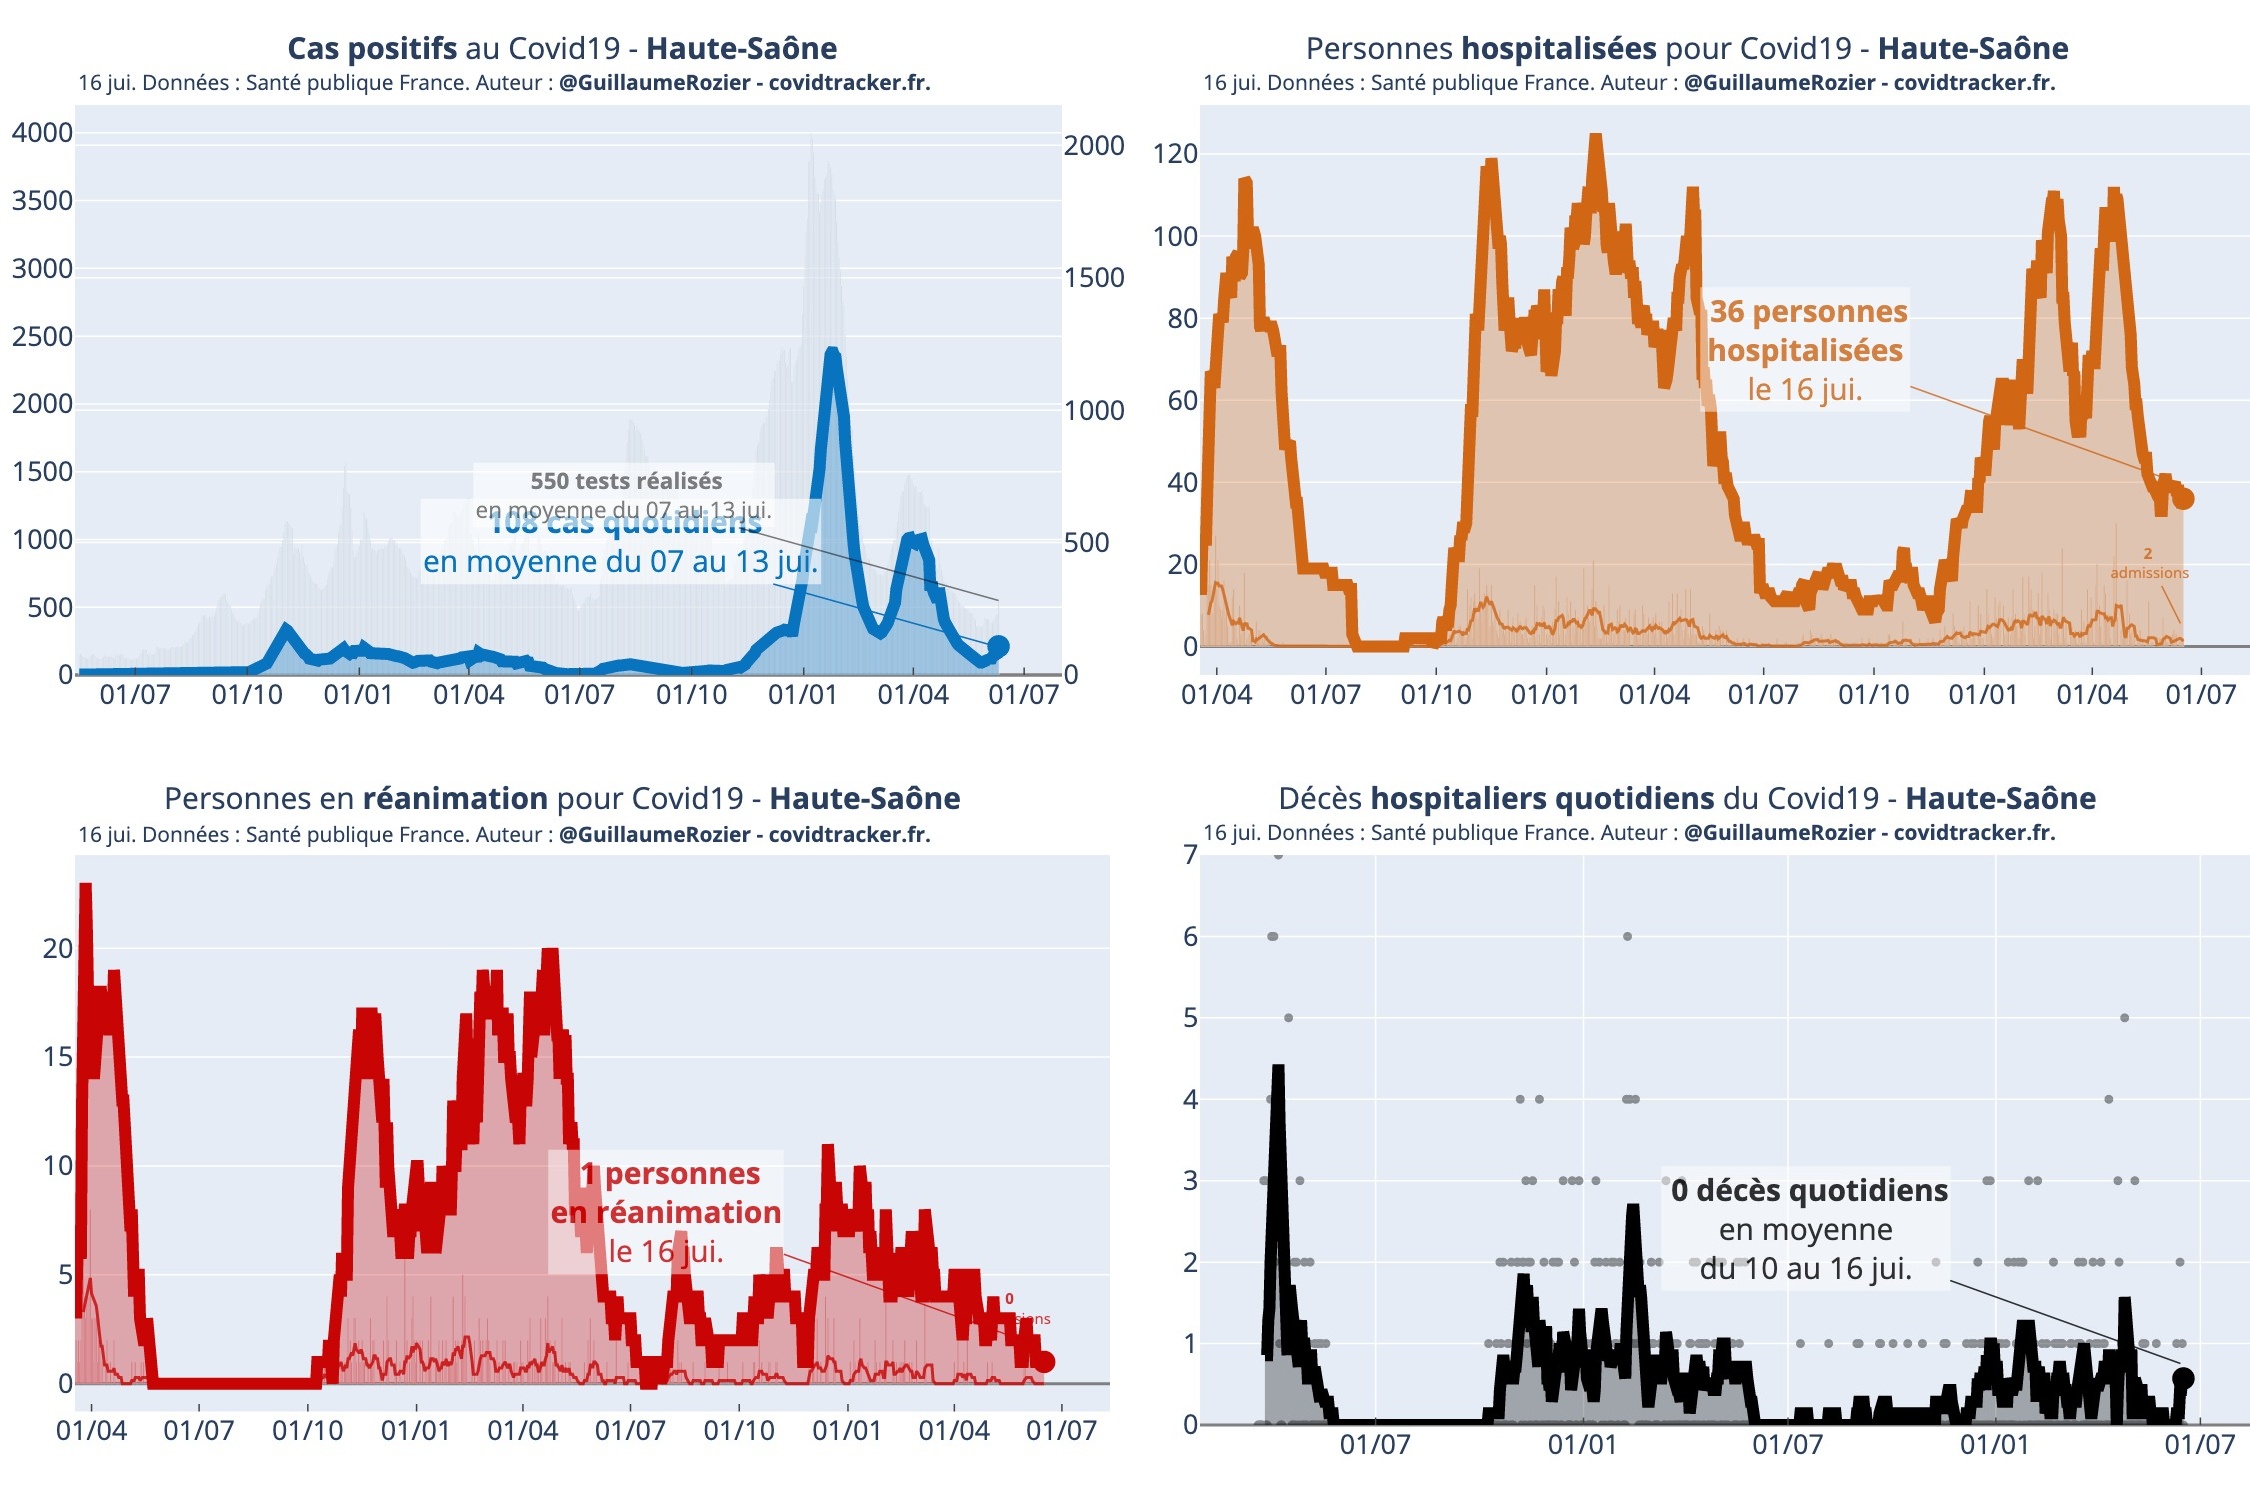 Cas positifs au Covid19 - Haute-Saône
16 jui. Données : Santé publique France. Auteur : @GuillaumeRozier - covidtracker.fr.
4000
3500
3000
2500
2000
1500
1000
500
0
2000
1500
1000
500
0
550 tests réalisés
en moyenne du 07 au 13 jui.
108 cas quotidiens
en moyenne du 07 au 13 jui.
01/07 01/10 01/01 01/04 01/07 01/10 01/01 01/04 01/07
Personnes hospitalisées pour Covid19 - Haute-Saône
16 jui. Données : Santé publique France. Auteur : @GuillaumeRozier - covidtracker.fr.
120
100
80
60
40
20
0
36 personnes
hospitalisées
le 16 jui.
2
admissions
01/04 01/07 01/10 01/01 01/04 01/07 01/10 01/01 01/04 01/07
Personnes en réanimation pour Covid19 - Haute-Saône
16 jui. Données : Santé publique France. Auteur : @GuillaumeRozier - covidtracker.fr.
20
15
10
5
0
1 personnes
en réanimation
le 16 jui.
0
01/04 01/07 01/10 01/01 01/04 01/07 01/10 01/01 01/04 01/07
Décès hospitaliers quotidiens du Covid19 - Haute-Saône
16 jui. Données : Santé publique France. Auteur : @GuillaumeRozier - covidtracker.fr.
7
6
5
4
3
2
1
0
0 décès quotidiens
en moyenne
du 10 au 16 jui.
01/07 01/01 01/07 01/01 01/07